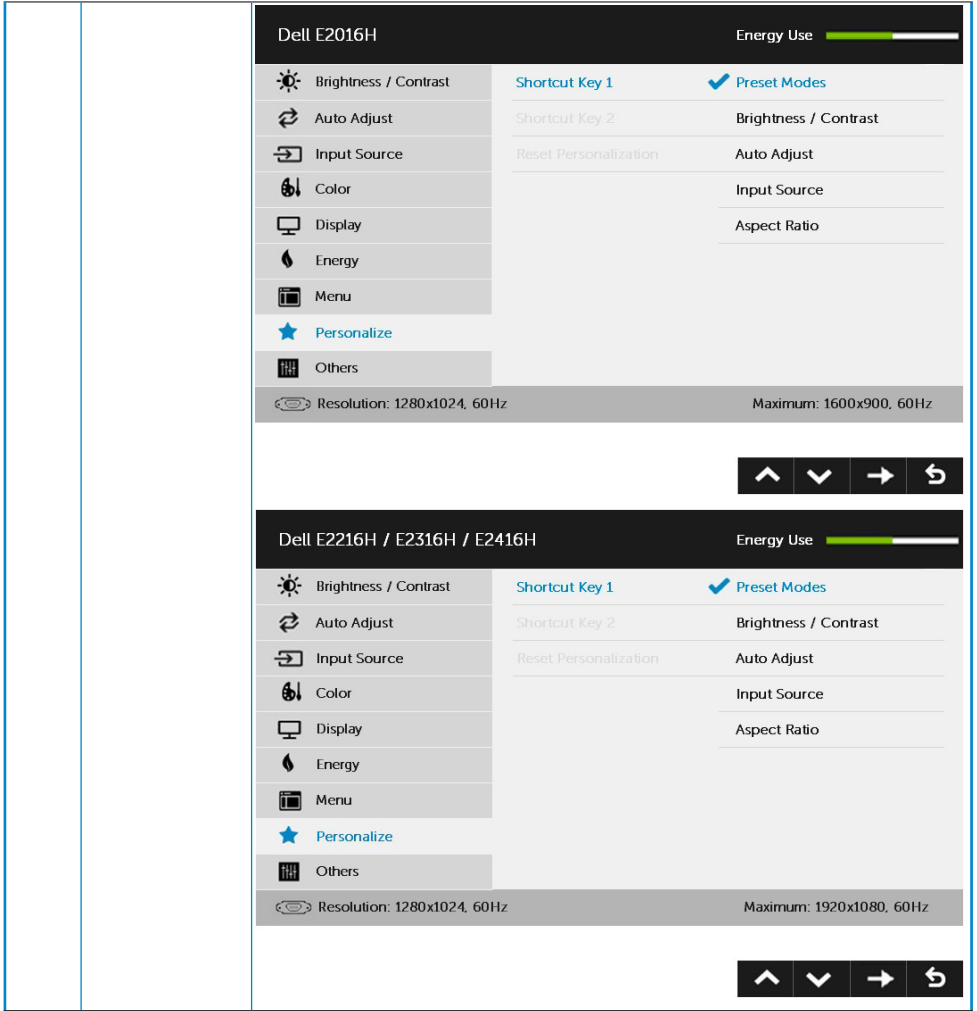 Dell E2016H Energy Use
Brightness / Contrast Shortcut Key 1 Preset Modes
Auto Adjust Shortcut Key 2 Brightness / Contrast
Input Source Reset Personalization Auto Adjust
Color Input Source
Display Aspect Ratio
Energy
Menu
Personalize
Others
Resolution: 1280x1024, 60Hz Maximum: 1600x900, 60Hz
Dell E2216H / E2316H / E2416H Energy Use
Brightness / Contrast Shortcut Key 1 Preset Modes
Auto Adjust Shortcut Key 2 Brightness / Contrast
Input Source Reset Personalization Auto Adjust
Color Input Source
Display Aspect Ratio
Energy
Menu
Personalize
Others
Resolution: 1280x1024, 60Hz Maximum: 1920x1080, 60Hz